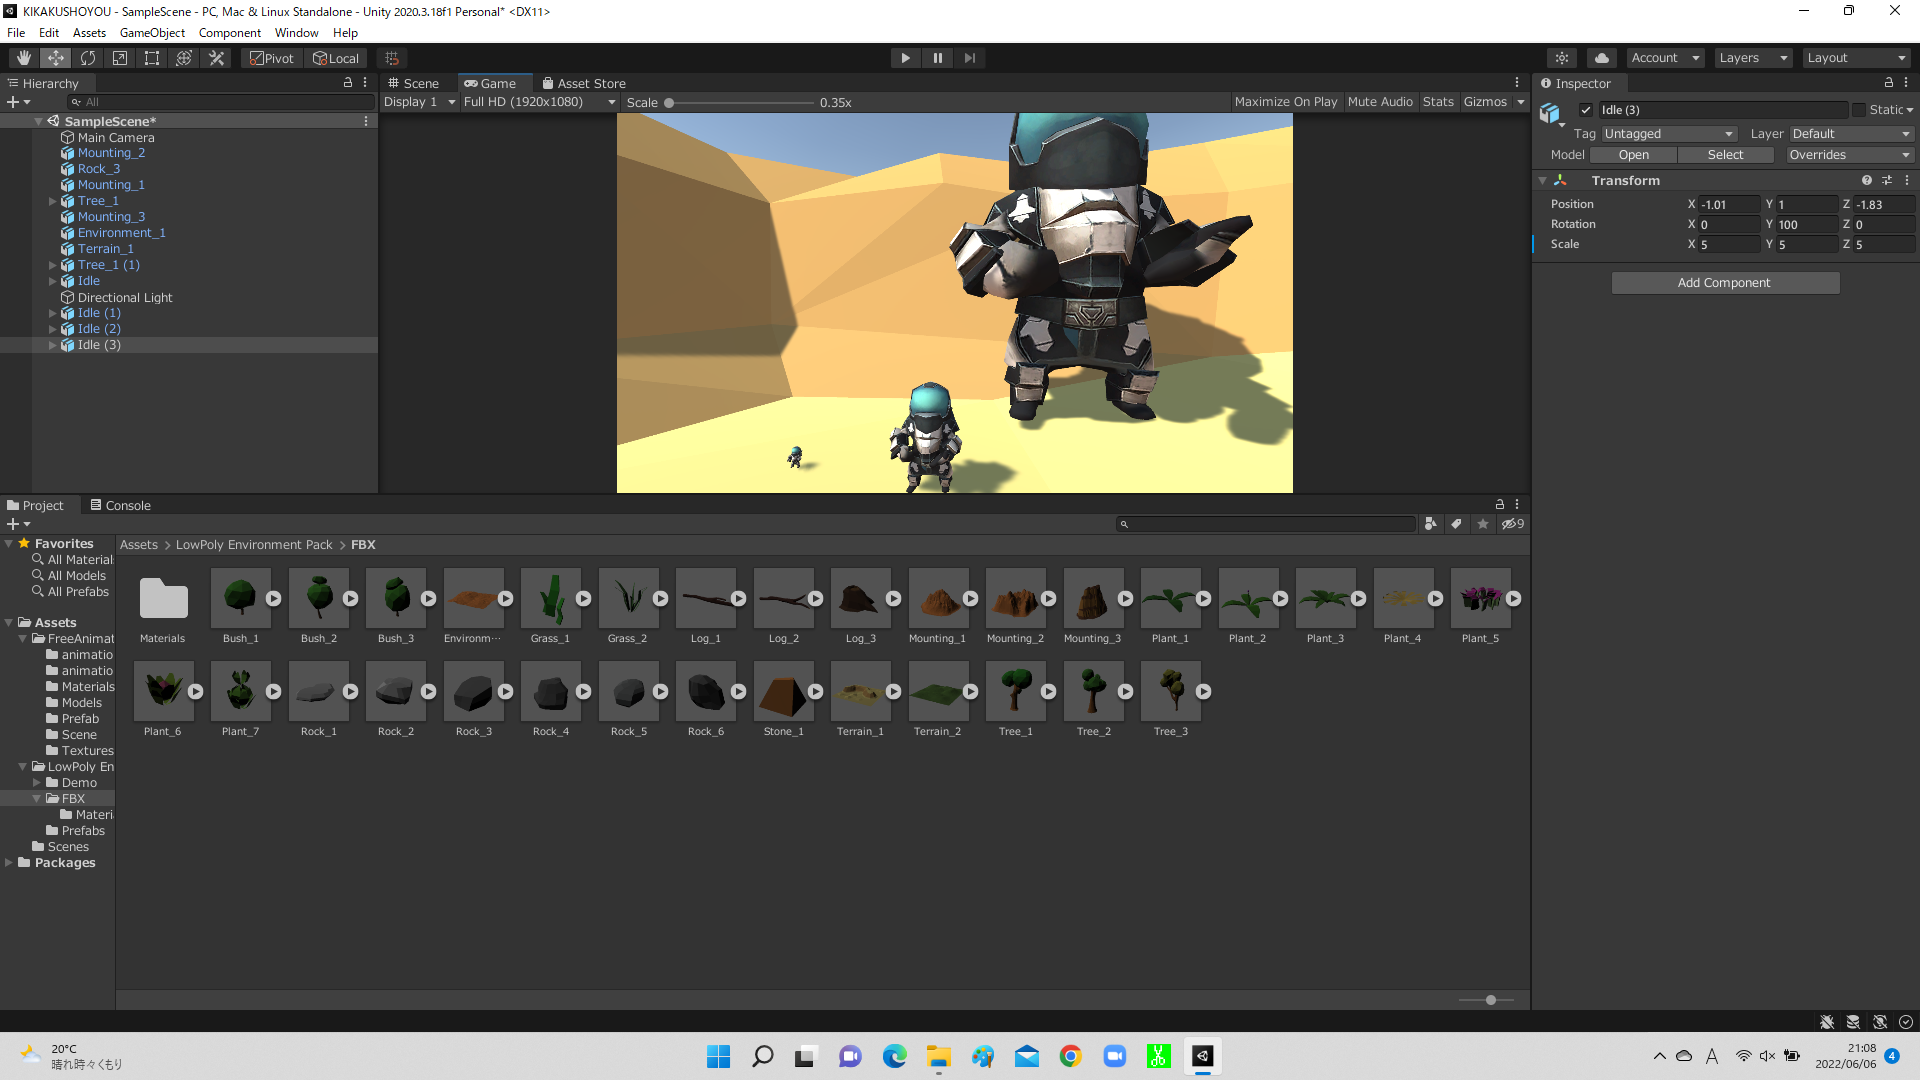 KIKAKUSHOYOU - SampleScene - PC, Mac & Linux Standalone - Unity 2020.3.18f1 Personal* <DX11>
File Edit Assets GameObject Component Window Help
Pivot Local Account Layers Layout
Hierarchy
All
SampleScene*
Main Camera
Mounting_2
Rock_3
Mounting_1
Tree_1
Mounting_3
Environment_1
Terrain_1
Tree_1 (1)
Idle
Directional Light
Idle (1)
Idle (2)
Idle (3)
Scene Game Asset Store
Display 1 Full HD (1920x1080) Scale 0.35x Maximize On Play Mute Audio Stats Gizmos
Inspector
Idle (3) Static
Tag Untagged Layer Default
Model Open Select Overrides
Transform
Position X -1.01 Y 1 Z -1.83
Rotation X 0 Y 100 Z 0
Scale X 5 Y 5 Z 5
Add Component
Project Console
9
Favorites
All Material
All Models
All Prefabs
Assets
FreeAnimat
animatio
animatio
Materials
Models
Prefab
Scene
Textures
LowPoly En
Demo
FBX
Materi
Prefabs
Scenes
Packages
Assets > LowPoly Environment Pack > FBX
Materials Bush_1 Bush_2 Bush_3 Environm... Grass_1 Grass_2 Log_1 Log_2 Log_3 Mounting_1 Mounting_2 Mounting_3 Plant_1 Plant_2 Plant_3 Plant_4 Plant_5
Plant_6 Plant_7 Rock_1 Rock_2 Rock_3 Rock_4 Rock_5 Rock_6 Stone_1 Terrain_1 Terrain_2 Tree_1 Tree_2 Tree_3
20°C
晴れ時々くもり
A
21:08
2022/06/06
4